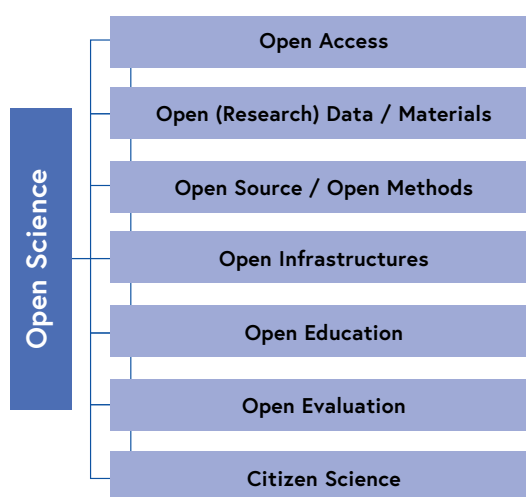 Open Science
Open Access
Open (Research) Data / Materials
Open Source / Open Methods
Open Infrastructures
Open Education
Open Evaluation
Citizen Science